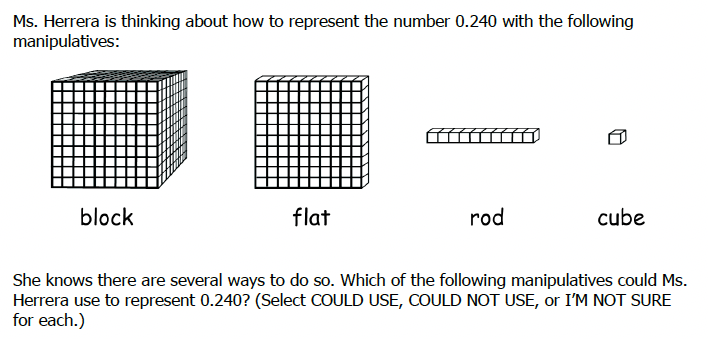 Ms. Herrera is thinking about how to represent the number 0.240 with the following
manipulatives:
block flat rod cube
She knows there are several ways to do so. Which of the following manipulatives could Ms.
Herrera use to represent 0.240? (Select COULD USE, COULD NOT USE, or I’M NOT SURE
for each.)